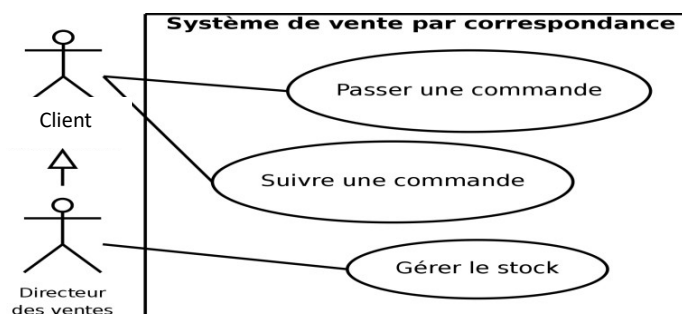 Système de vente par correspondance
Passer une commande
Client
Suivre une commande
Gérer le stock
Directeur
des ventes